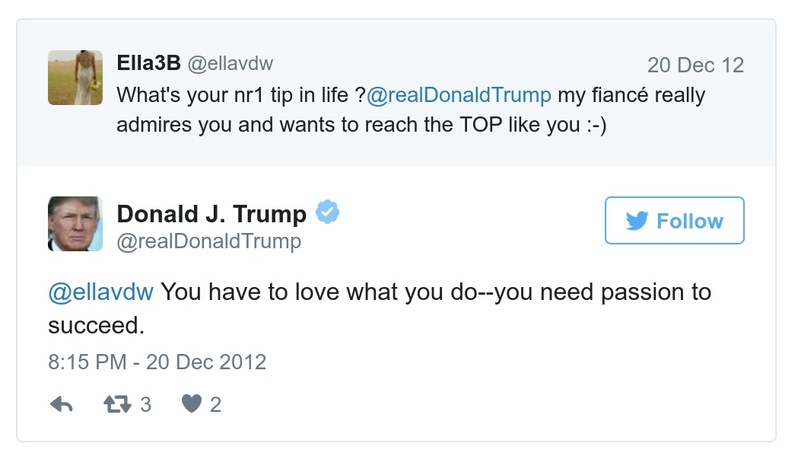 Ella3B @ellavdw 20 Dec 12
What's your nr1 tip in life ?@realDonaldTrump my fiancé really
admires you and wants to reach the TOP like you :-)
Donald J. Trump
@realDonaldTrump
Follow
@ellavdw You have to love what you do--you need passion to
succeed.
8:15 PM - 20 Dec 2012
3 2